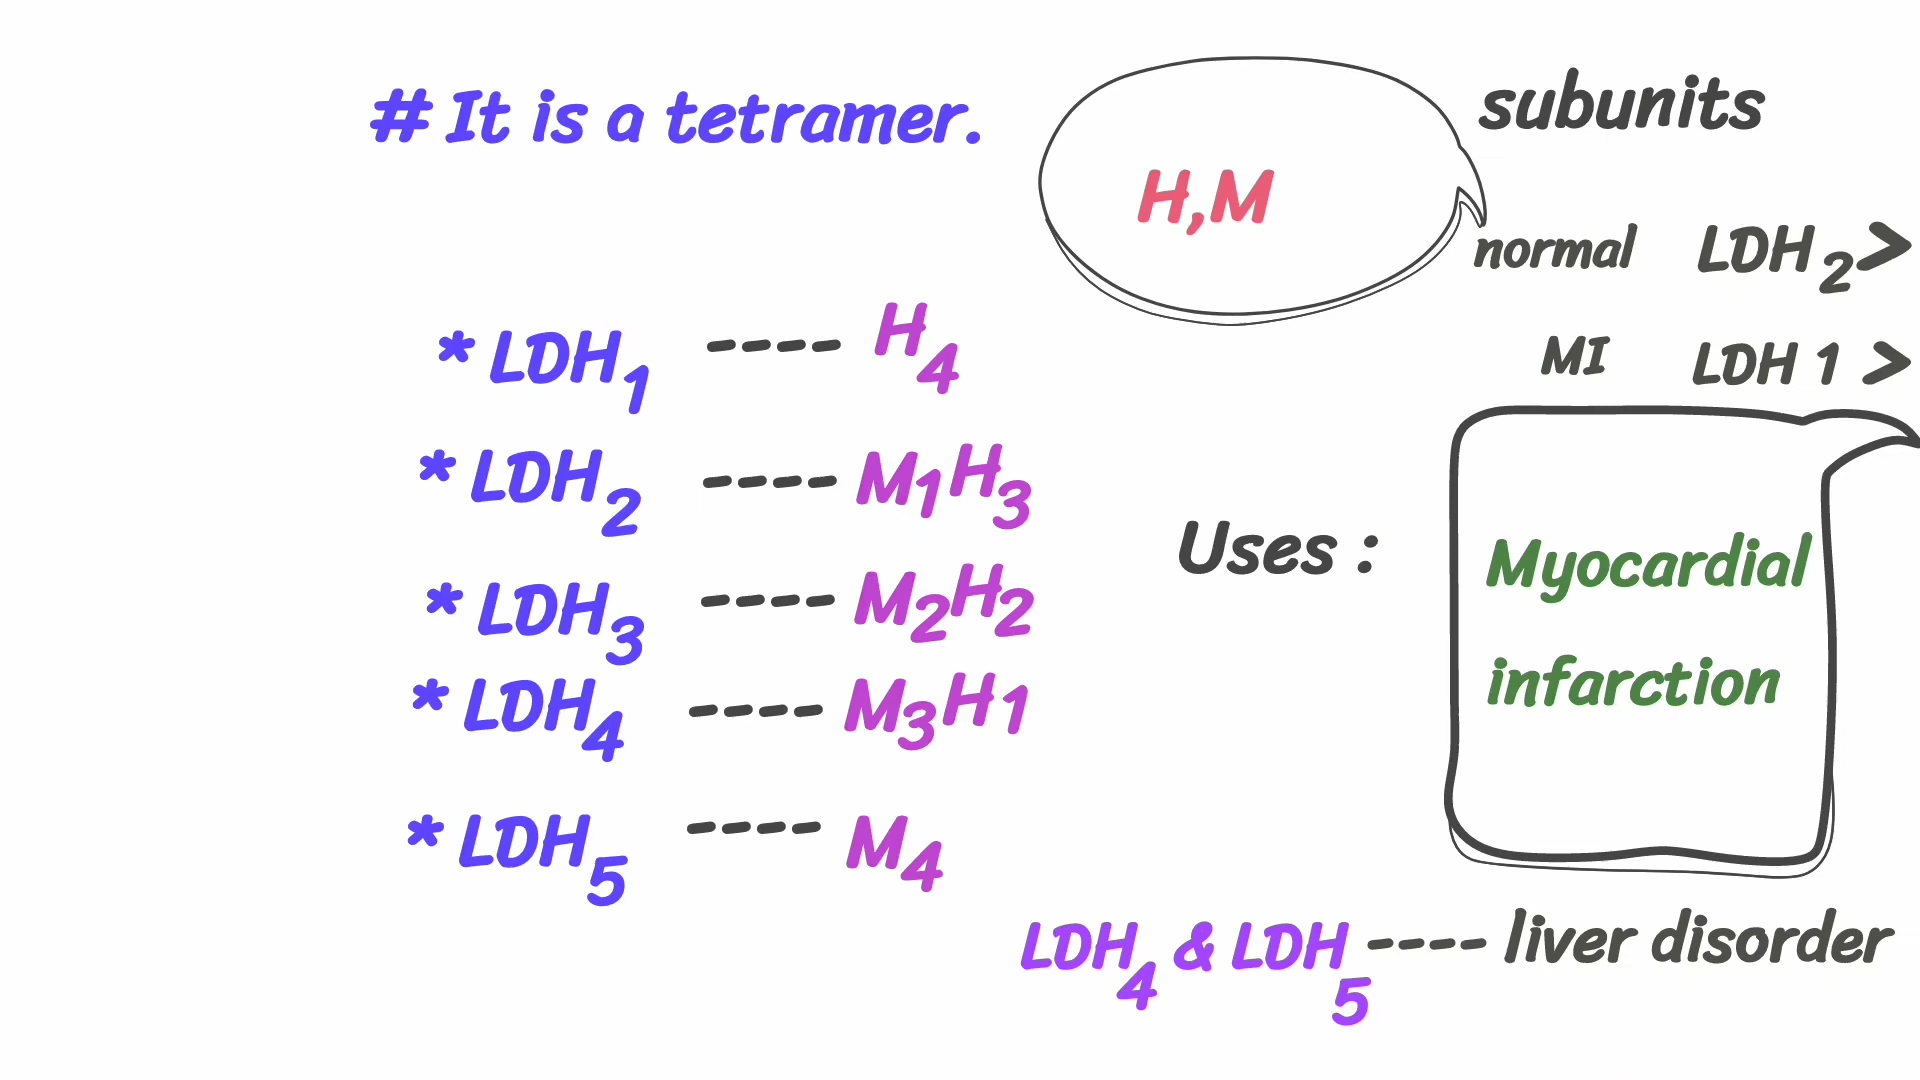 # It is a tetramer.
subunits
H,M
normal LDH2>
MI LDH 1 >
* LDH1 ---- H4
* LDH2 ---- M1H3
* LDH3 ---- M2H2
* LDH4 ---- M3H1
* LDH5 ---- M4
Uses :
Myocardial
infarction
LDH4 & LDH5 ---- liver disorder